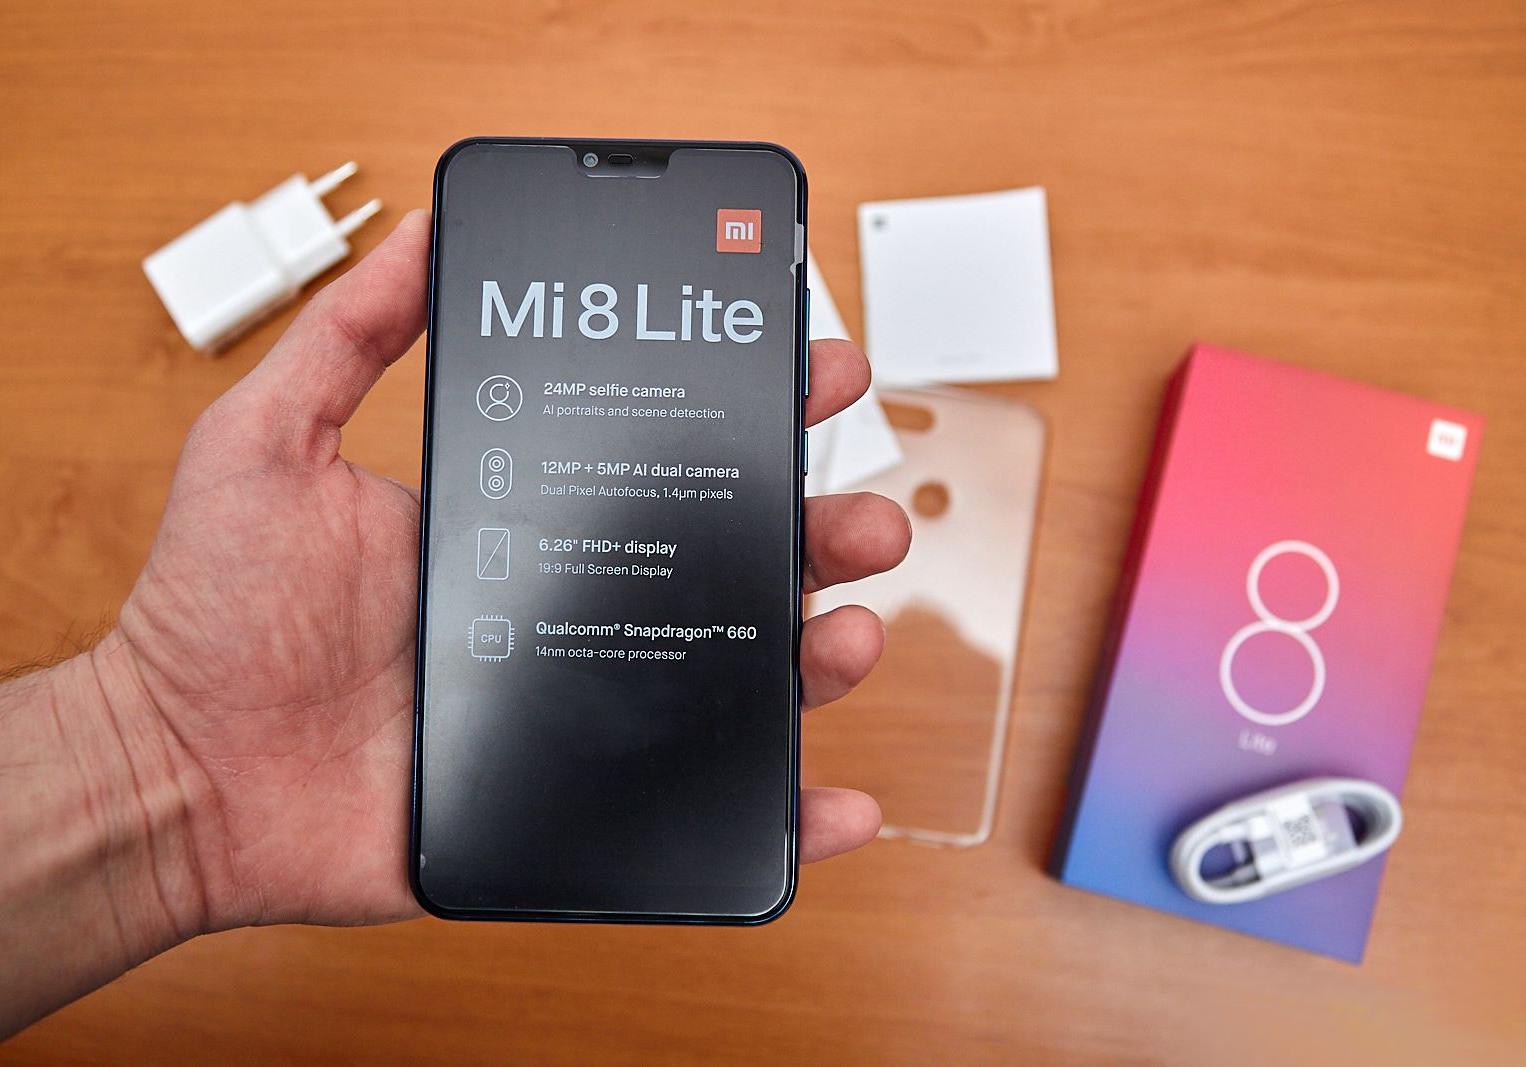 mi
Mi 8 Lite
24MP selfie camera
AI portraits and scene detection
12MP + 5MP AI dual camera
Dual Pixel Autofocus, 1.4µm pixels
6.26" FHD+ display
19:9 Full Screen Display
CPU
Qualcomm® Snapdragon™ 660
14nm octa-core processor
mi
8
Lite